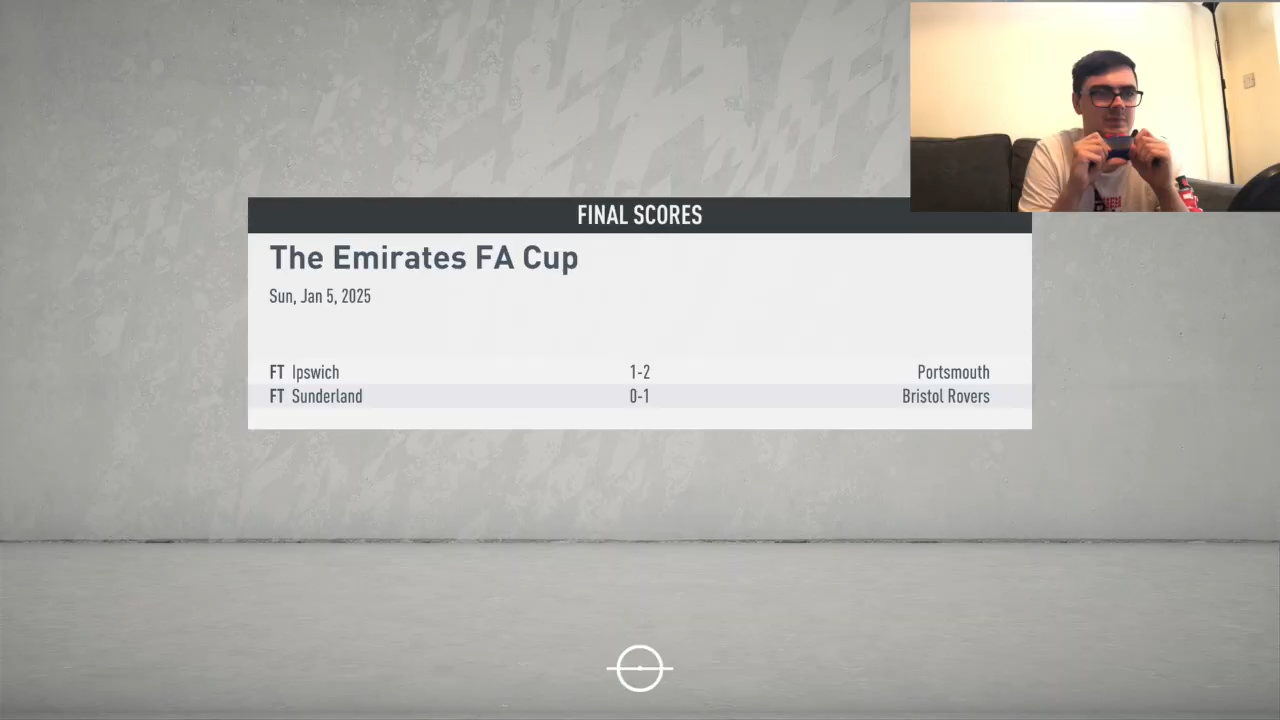 FINAL SCORES
The Emirates FA Cup
Sun, Jan 5, 2025
FT Ipswich 1-2 Portsmouth
FT Sunderland 0-1 Bristol Rovers